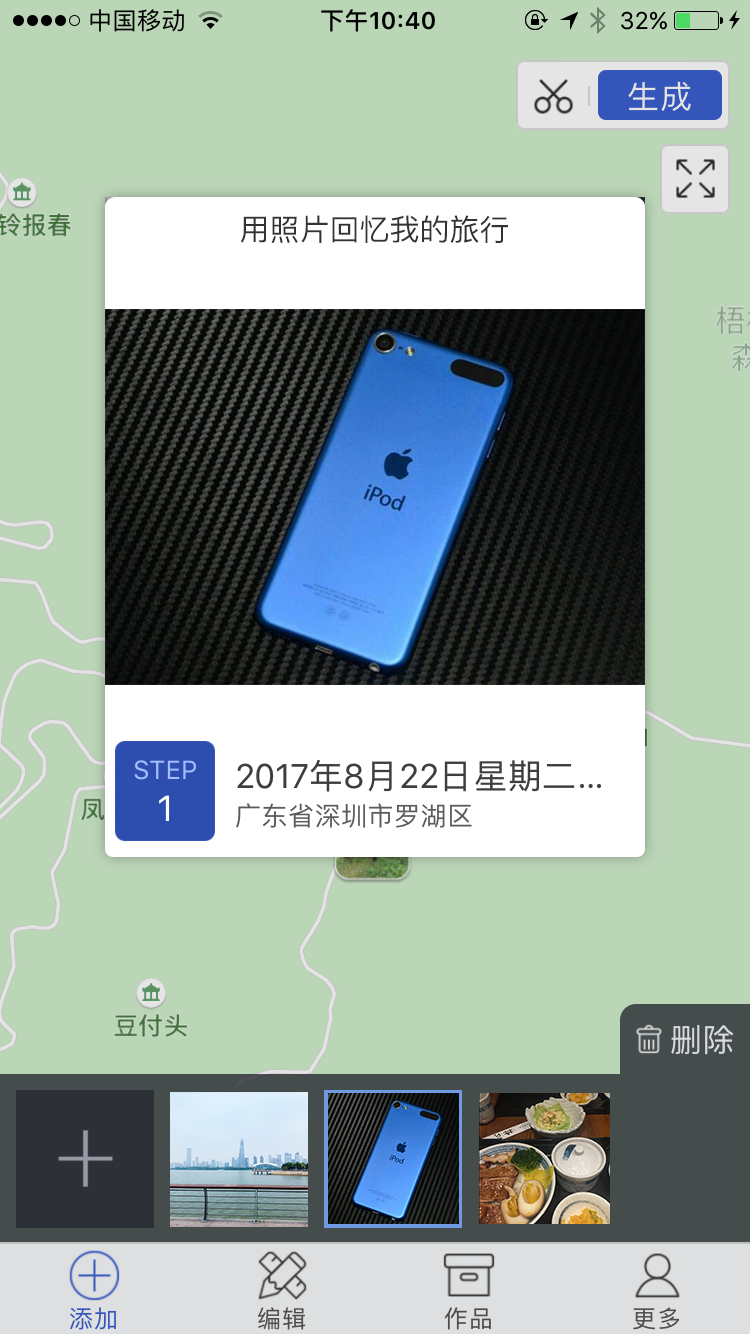 中国移动
下午10:40
32%
生成
铃报春
用照片回忆我的旅行
梧
森
iPod
STEP
1
2017年8月22日星期二...
广东省深圳市罗湖区
凤
豆付头
删除
iPod
添加
编辑
作品
更多